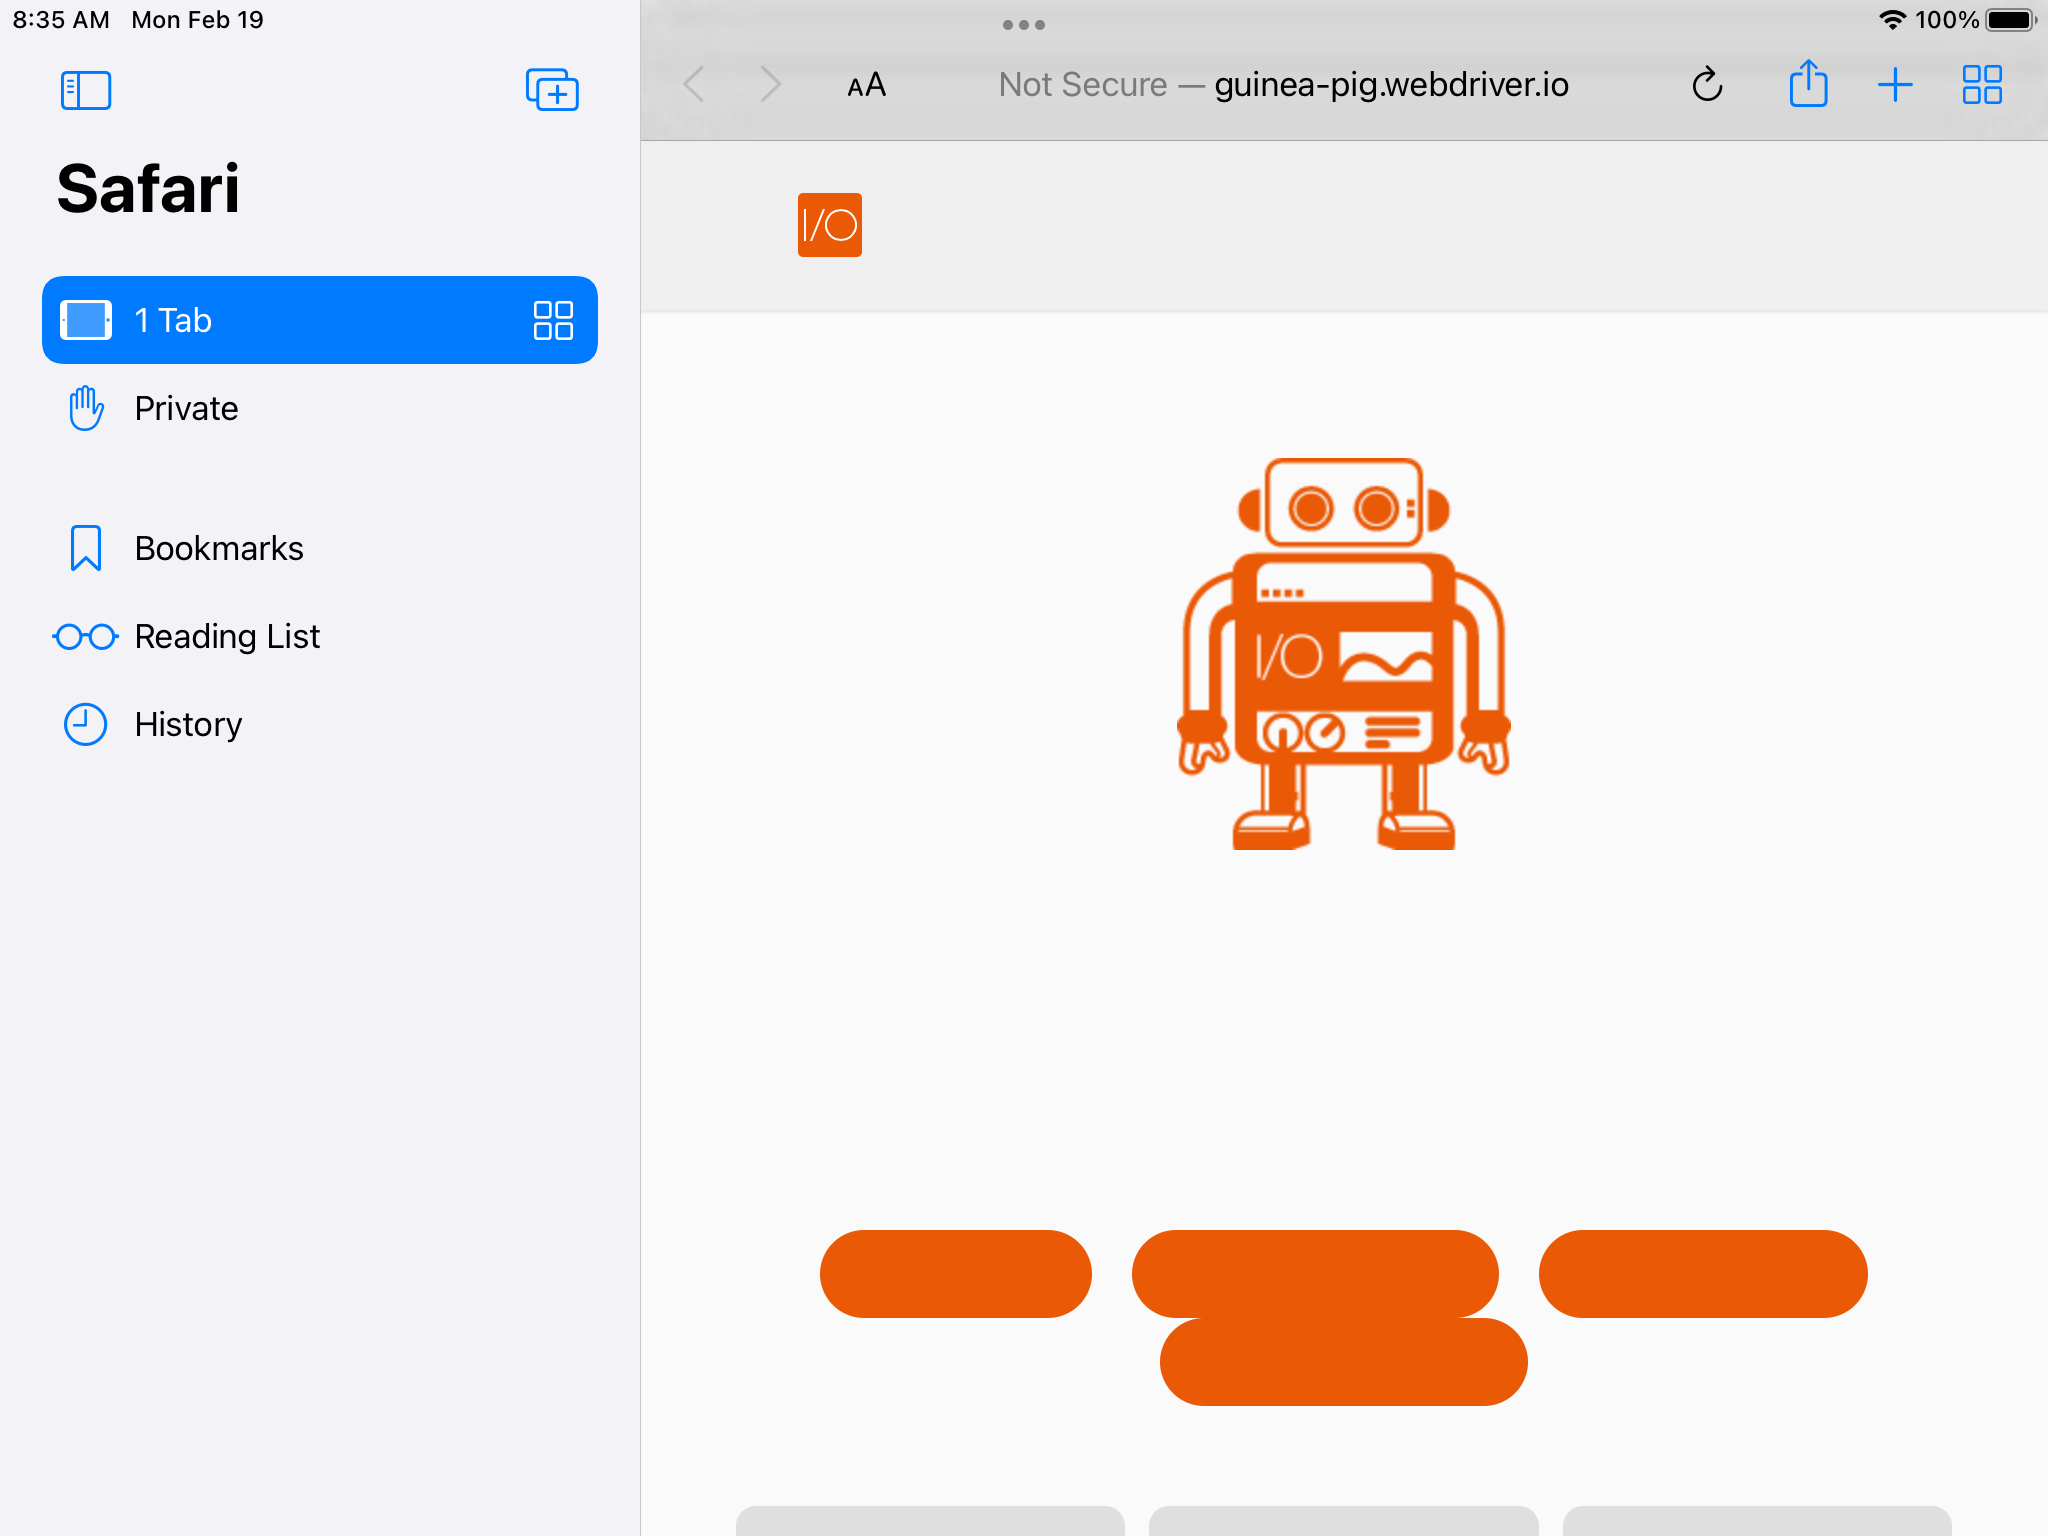 8:35 AM Mon Feb 19
100%
AA
Not Secure — guinea-pig.webdriver.io
Safari
1 Tab
Private
Bookmarks
Reading List
History
I/O
I/O